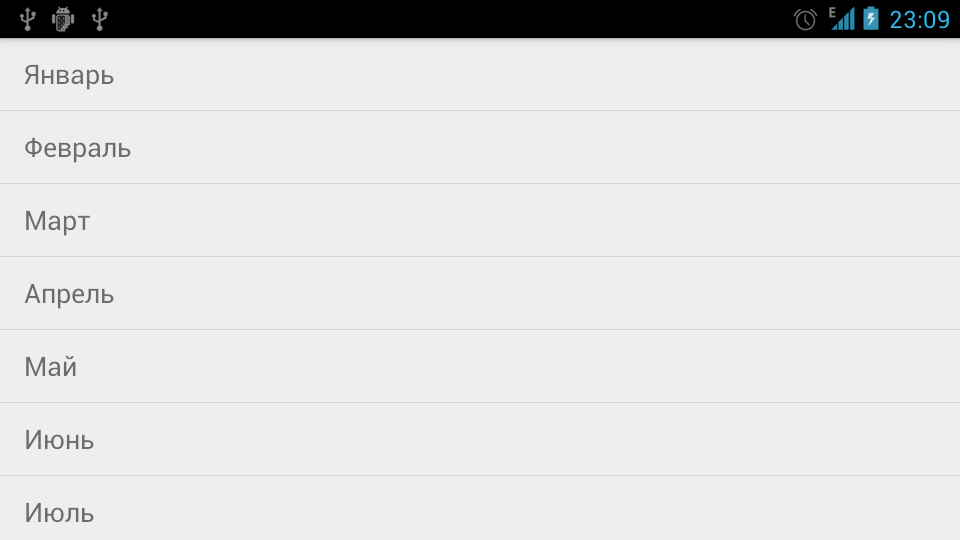 E 23:09
Январь
Февраль
Март
Апрель
Май
Июнь
Июль